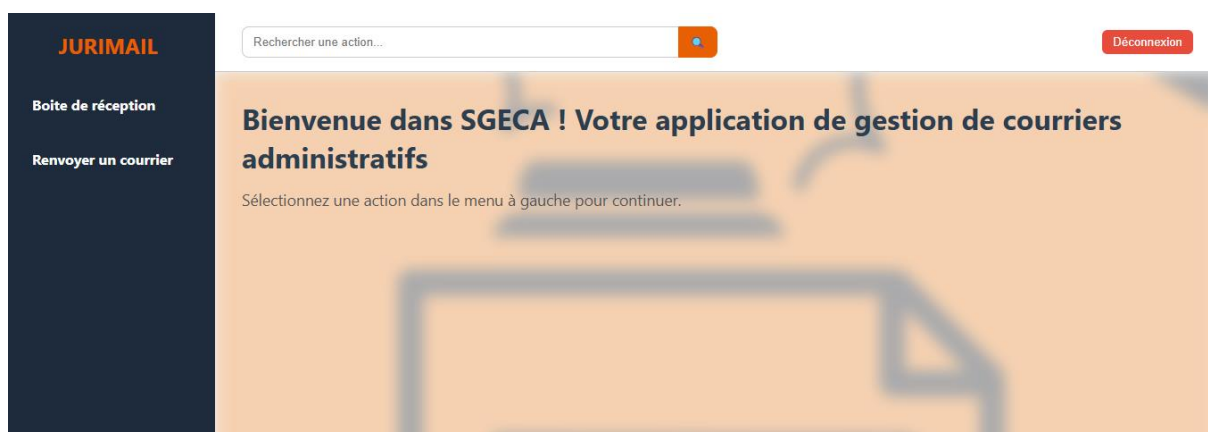 JURIMAIL
Rechercher une action...
Déconnexion
Boite de réception
Renvoyer un courrier
Bienvenue dans SGECA ! Votre application de gestion de courriers
administratifs
Sélectionnez une action dans le menu à gauche pour continuer.